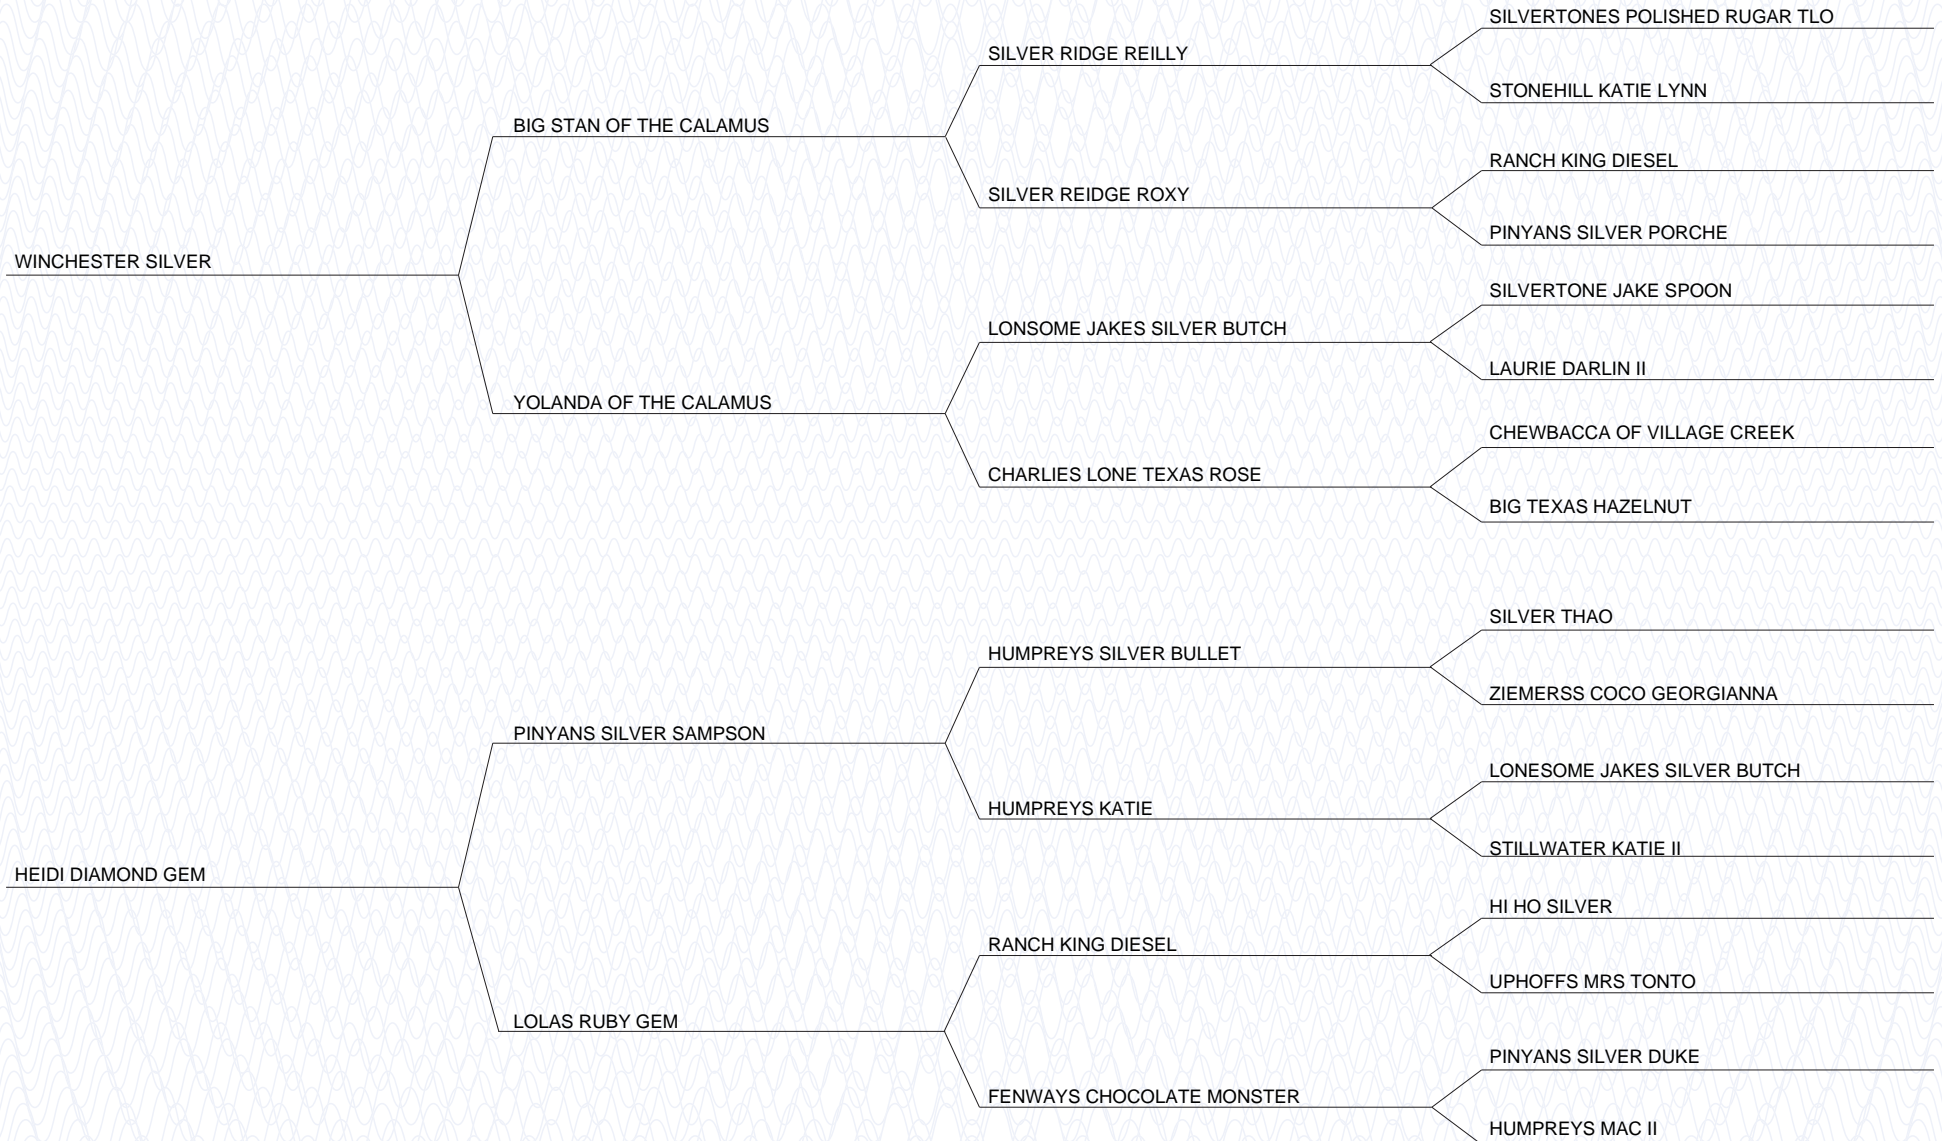 SILVERTONES POLISHED RUGAR TLO
SILVER RIDGE REILLY
STONEHILL KATIE LYNN
BIG STAN OF THE CALAMUS
RANCH KING DIESEL
SILVER REIDGE ROXY
PINYANS SILVER PORCHE
WINCHESTER SILVER
SILVERTONE JAKE SPOON
LONSOME JAKES SILVER BUTCH
LAURIE DARLIN II
YOLANDA OF THE CALAMUS
CHEWBACCA OF VILLAGE CREEK
CHARLIES LONE TEXAS ROSE
BIG TEXAS HAZELNUT
SILVER THAO
HUMPREYS SILVER BULLET
ZIEMERSS COCO GEORGIANNA
PINYANS SILVER SAMPSON
LONESOME JAKES SILVER BUTCH
HUMPREYS KATIE
STILLWATER KATIE II
HEIDI DIAMOND GEM
HI HO SILVER
RANCH KING DIESEL
UPHOFFS MRS TONTO
LOLAS RUBY GEM
PINYANS SILVER DUKE
FENWAYS CHOCOLATE MONSTER
HUMPREYS MAC II